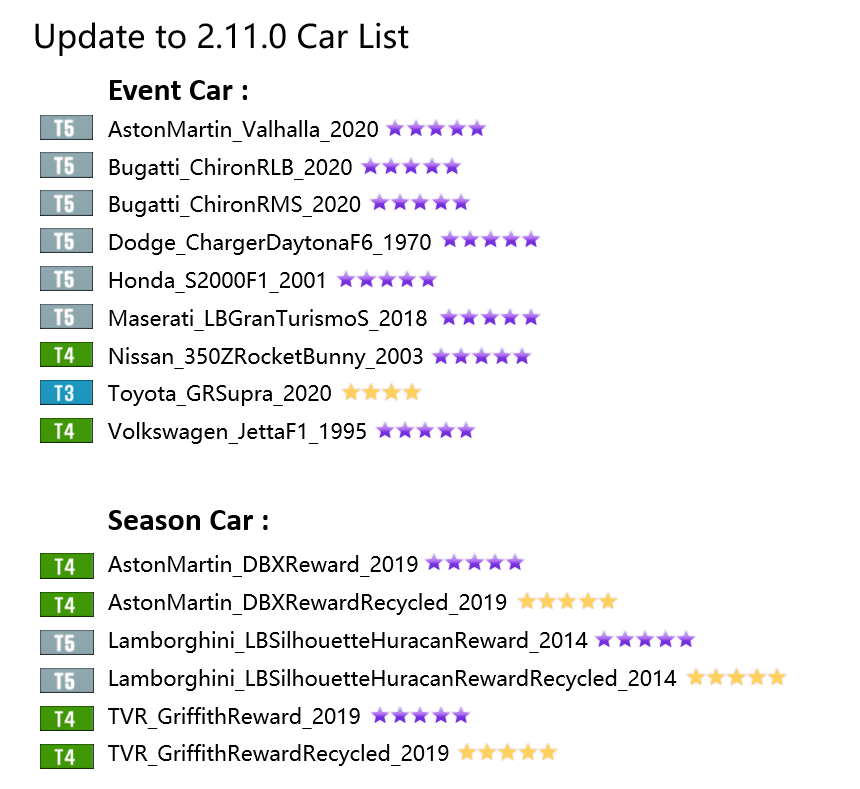 Update to 2.11.0 Car List
Event Car :
T5 AstonMartin_Valhalla_2020
T5 Bugatti_ChironRLB_2020
T5 Bugatti_ChironRMS_2020
T5 Dodge_ChargerDaytonaF6_1970
T5 Honda_S2000F1_2001
T5 Maserati_LBGranTurismoS_2018
T4 Nissan_350ZRocketBunny_2003
T3 Toyota_GRSupra_2020
T4 Volkswagen_JettaF1_1995
Season Car :
T4 AstonMartin_DBXReward_2019
T4 AstonMartin_DBXRewardRecycled_2019
T5 Lamborghini_LBSilhouetteHuracanReward_2014
T5 Lamborghini_LBSilhouetteHuracanRewardRecycled_2014
T4 TVR_GriffithReward_2019
T4 TVR_GriffithRewardRecycled_2019